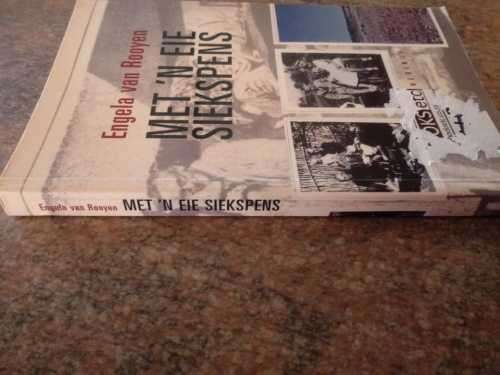 Engela van Rooyen
MET 'N EIE
SIEKSPENS
Engela van Rooyen MET 'N EIE SIEKSPENS